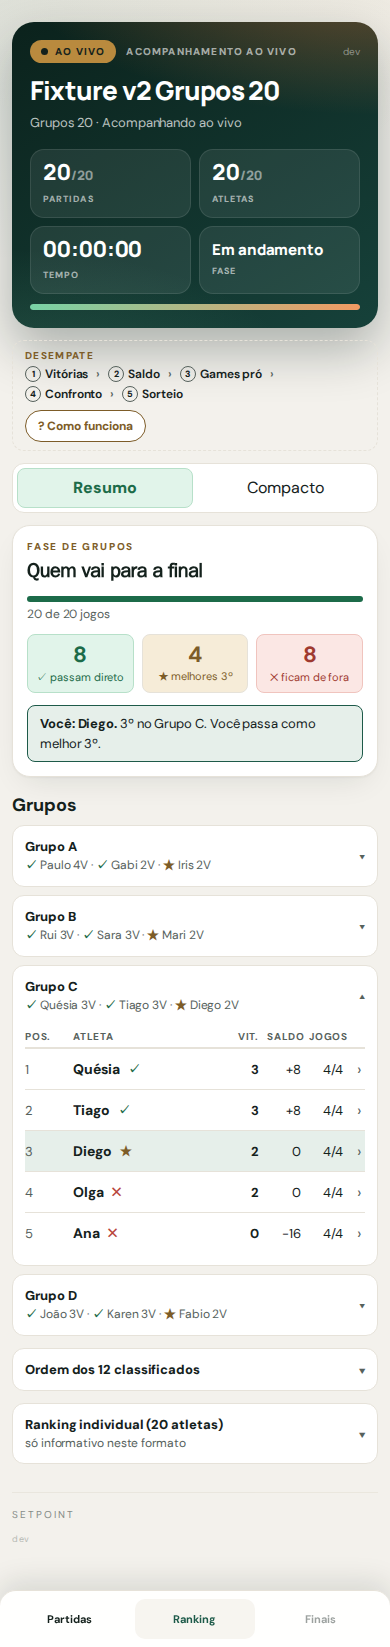 AO VIVO ACOMPANHAMENTO AO VIVO dev
Fixture v2 Grupos 20
Grupos 20 · Acompanhando ao vivo
20/20 20/20
PARTIDAS ATLETAS
00:00:00 Em andamento
TEMPO FASE
DESEMPATE
1 Vitórias › 2 Saldo › 3 Games pró ›
4 Confronto › 5 Sorteio
? Como funciona
Resumo Compacto
FASE DE GRUPOS
Quem vai para a final
20 de 20 jogos
8 4 8
✓ passam direto ★ melhores 3º ✕ ficam de fora
Você: Diego. 3º no Grupo C. Você passa como
melhor 3º.
Grupos
Grupo A
✓ Paulo 4V · ✓ Gabi 2V · ★ Iris 2V ▾
Grupo B
✓ Rui 3V · ✓ Sara 3V · ★ Mari 2V ▾
Grupo C
✓ Quésia 3V · ✓ Tiago 3V · ★ Diego 2V ▴
POS. ATLETA VIT. SALDO JOGOS
1 Quésia ✓ 3 +8 4/4 ›
2 Tiago ✓ 3 +8 4/4 ›
3 Diego ★ 2 0 4/4 ›
4 Olga ✕ 2 0 4/4 ›
5 Ana ✕ 0 -16 4/4 ›
Grupo D
✓ João 3V · ✓ Karen 3V · ★ Fabio 2V ▾
Ordem dos 12 classificados ▾
Ranking individual (20 atletas)
só informativo neste formato ▾
SETPOINT
dev
Partidas Ranking Finais